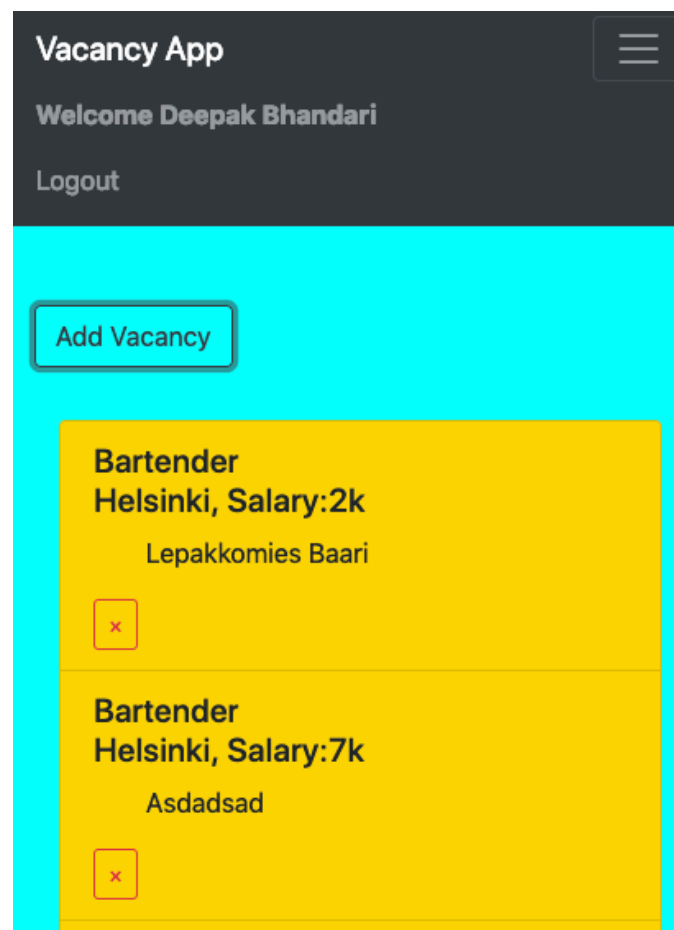 Vacancy App
Welcome Deepak Bhandari
Logout
Add Vacancy
Bartender
Helsinki, Salary:2k
Lepakkomies Baari
×
Bartender
Helsinki, Salary:7k
Asdadsad
×